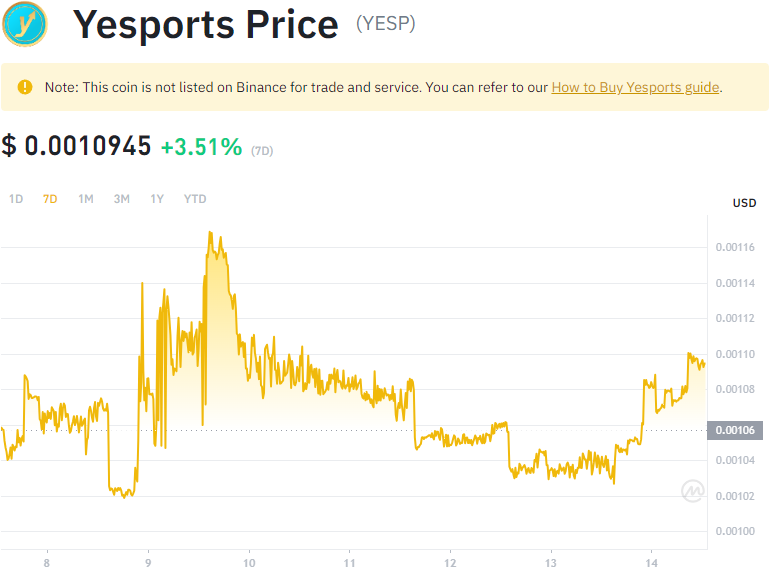 Yesports Price (YESP)
Note: This coin is not listed on Binance for trade and service. You can refer to our How to Buy Yesports guide.
$ 0.0010945 +3.51% (7D)
1D 7D 1M 3M 1Y YTD
USD
0.00116
0.00114
0.00112
0.00110
0.00108
0.00106
0.00104
0.00102
0.00100
8 9 10 11 12 13 14